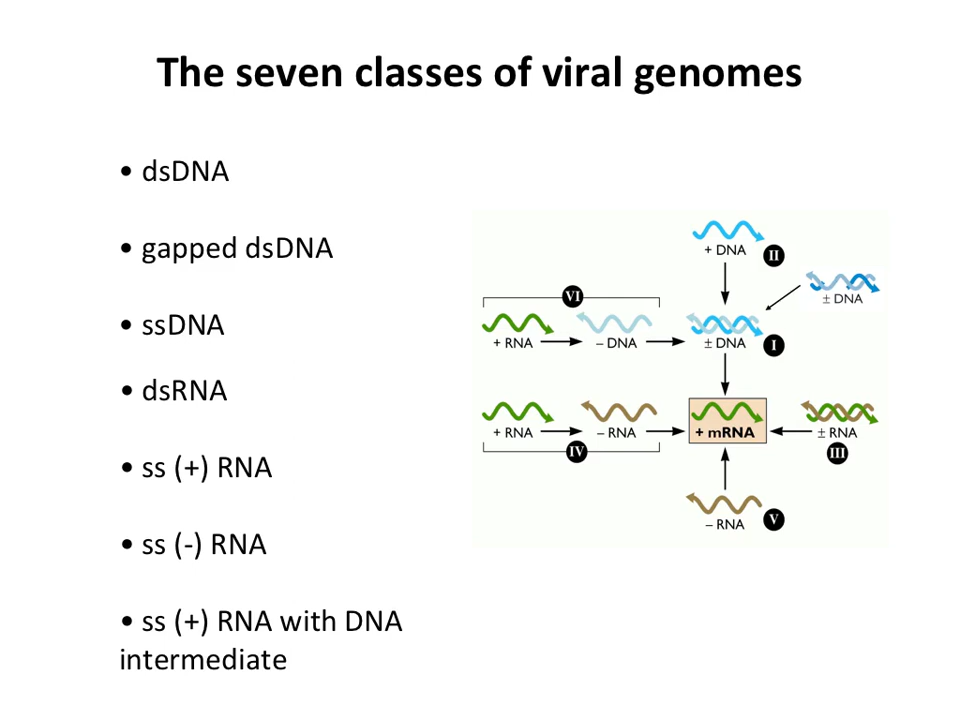 The seven classes of viral genomes
• dsDNA
• gapped dsDNA
• ssDNA
• dsRNA
• ss (+) RNA
• ss (-) RNA
• ss (+) RNA with DNA
intermediate
+ DNA
II
± DNA
VI
+ RNA
– DNA
± DNA
I
+ RNA
– RNA
+ mRNA
± RNA
IV
III
– RNA
V